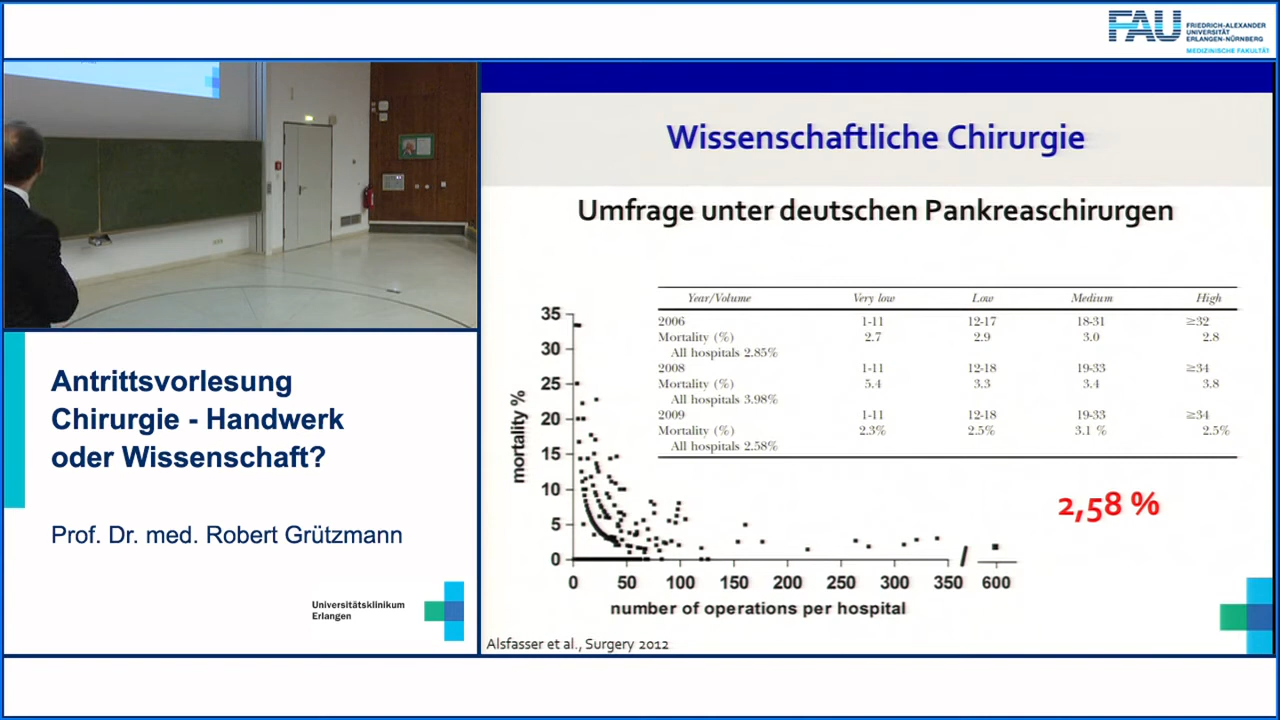 FAU
FRIEDRICH-ALEXANDER
UNIVERSITÄT
ERLANGEN-NÜRNBERG
MEDIZINISCHE FAKULTÄT
Wissenschaftliche Chirurgie
Umfrage unter deutschen Pankreaschirurgen
Year/Volume Very low Low Medium High
2006 1-11 12-17 18-31 ≥32
Mortality (%) 2.7 2.9 3.0 2.8
All hospitals 2.85%
2008 1-11 12-18 19-33 ≥34
Mortality (%) 5.4 3.3 3.4 3.8
All hospitals 3.98%
2009 1-11 12-18 19-33 ≥34
Mortality (%) 2.3% 2.5% 3.1 % 2.5%
All hospitals 2.58%
2,58 %
mortality %
35
30
25
20
15
10
5
0
0 50 100 150 200 250 300 350 600
number of operations per hospital
Alsfasser et al., Surgery 2012
Antrittsvorlesung
Chirurgie - Handwerk
oder Wissenschaft?
Prof. Dr. med. Robert Grützmann
Universitätsklinikum
Erlangen